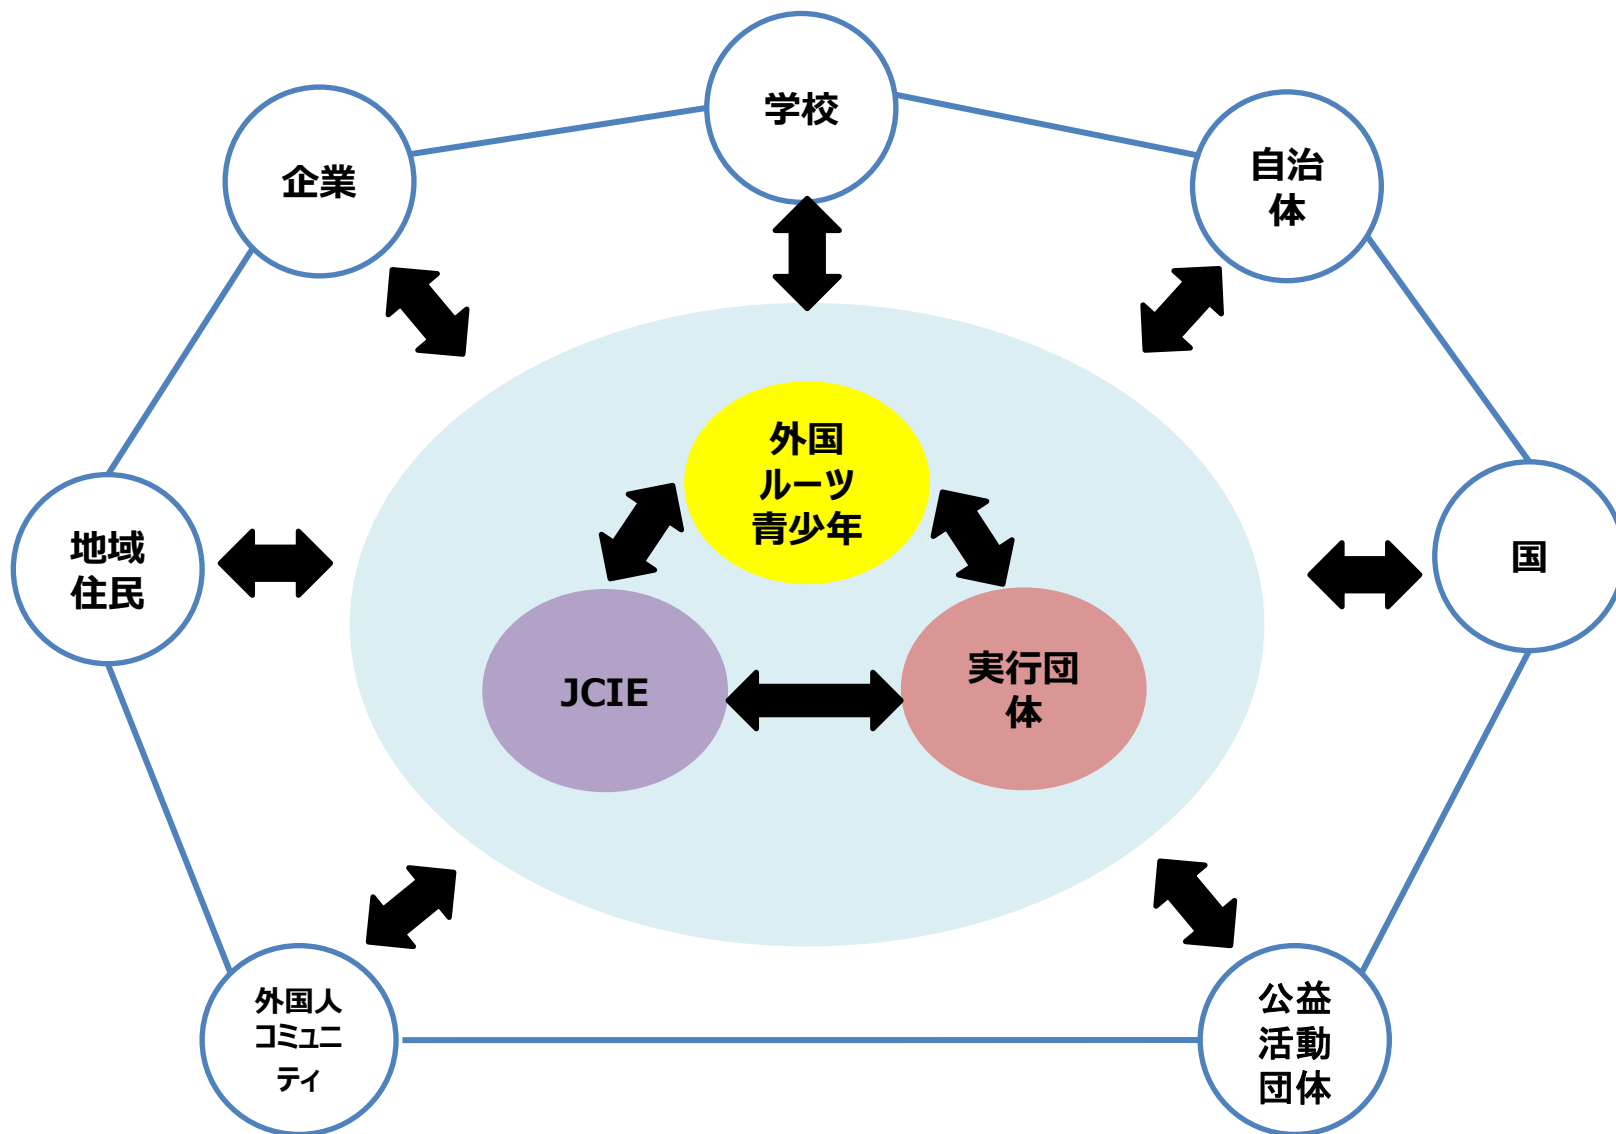 学校
企業
自治
体
外国
ルーツ
青少年
地域
住民
国
JCIE
実行団
体
外国人
コミュニ
ティ
公益
活動
団体